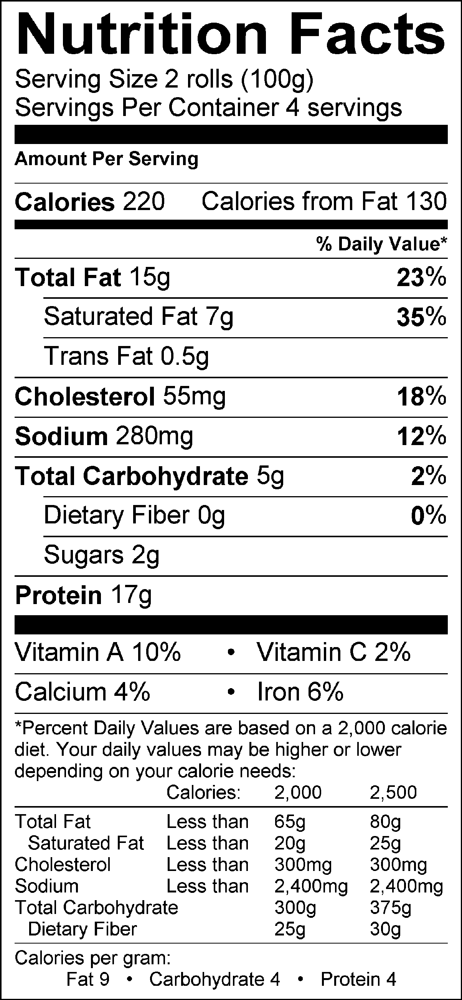 Nutrition Facts
Serving Size 2 rolls (100g)
Servings Per Container 4 servings
Amount Per Serving
Calories 220 Calories from Fat 130
% Daily Value*
Total Fat 15g 23%
Saturated Fat 7g 35%
Trans Fat 0.5g
Cholesterol 55mg 18%
Sodium 280mg 12%
Total Carbohydrate 5g 2%
Dietary Fiber 0g 0%
Sugars 2g
Protein 17g
Vitamin A 10% • Vitamin C 2%
Calcium 4% • Iron 6%
*Percent Daily Values are based on a 2,000 calorie
diet. Your daily values may be higher or lower
depending on your calorie needs:
Calories: 2,000 2,500
Total Fat Less than 65g 80g
Saturated Fat Less than 20g 25g
Cholesterol Less than 300mg 300mg
Sodium Less than 2,400mg 2,400mg
Total Carbohydrate 300g 375g
Dietary Fiber 25g 30g
Calories per gram:
Fat 9 • Carbohydrate 4 • Protein 4